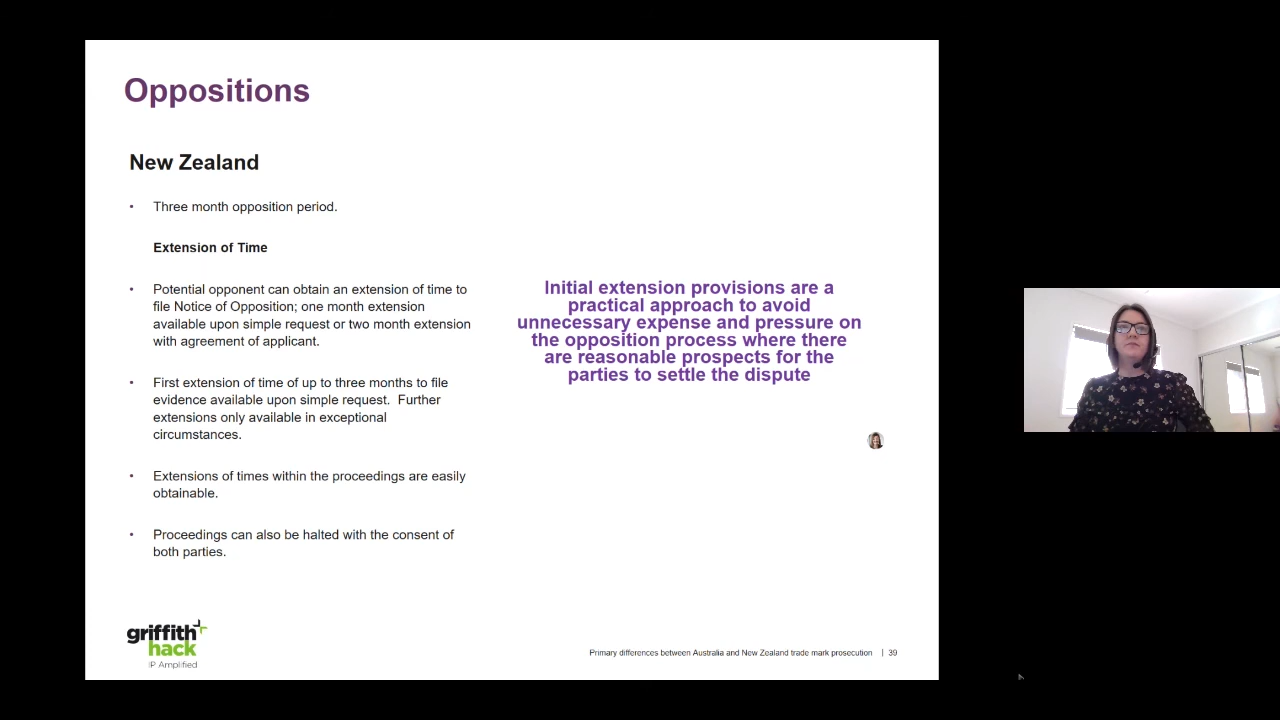 Oppositions
New Zealand
• Three month opposition period.
Extension of Time
• Potential opponent can obtain an extension of time to
file Notice of Opposition; one month extension
available upon simple request or two month extension
with agreement of applicant.
• First extension of time of up to three months to file
evidence available upon simple request.  Further
extensions only available in exceptional
circumstances.
• Extensions of times within the proceedings are easily
obtainable.
• Proceedings can also be halted with the consent of
both parties.
Initial extension provisions are a
practical approach to avoid
unnecessary expense and pressure on
the opposition process where there
are reasonable prospects for the
parties to settle the dispute
griffith
hack
IP Amplified
Primary differences between Australia and New Zealand trade mark prosecution | 39